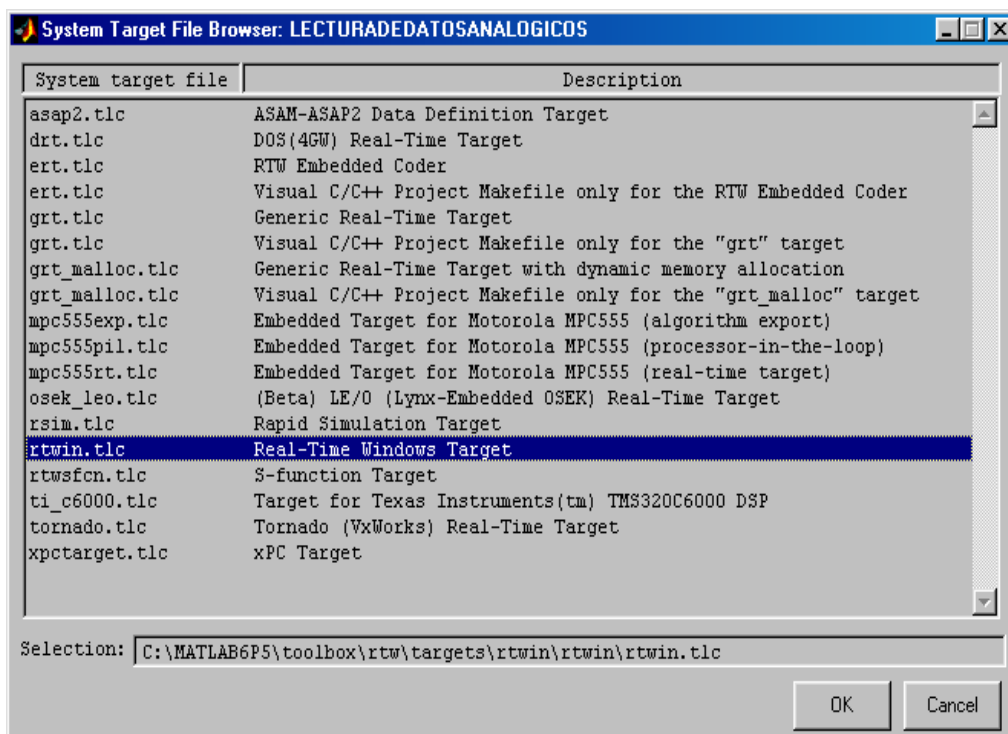 System Target File Browser: LECTURADEDATOSANALOGICOS
System target file Description
asap2.tlc ASAM-ASAP2 Data Definition Target
drt.tlc DOS(4GW) Real-Time Target
ert.tlc RTW Embedded Coder
ert.tlc Visual C/C++ Project Makefile only for the RTW Embedded Coder
grt.tlc Generic Real-Time Target
grt.tlc Visual C/C++ Project Makefile only for the "grt" target
grt_malloc.tlc Generic Real-Time Target with dynamic memory allocation
grt_malloc.tlc Visual C/C++ Project Makefile only for the "grt_malloc" target
mpc555exp.tlc Embedded Target for Motorola MPC555 (algorithm export)
mpc555pil.tlc Embedded Target for Motorola MPC555 (processor-in-the-loop)
mpc555rt.tlc Embedded Target for Motorola MPC555 (real-time target)
osek_leo.tlc (Beta) LE/O (Lynx-Embedded OSEK) Real-Time Target
rsim.tlc Rapid Simulation Target
rtwin.tlc Real-Time Windows Target
rtwsfcn.tlc S-function Target
ti_c6000.tlc Target for Texas Instruments(tm) TMS320C6000 DSP
tornado.tlc Tornado (VxWorks) Real-Time Target
xpctarget.tlc xPC Target
Selection: C:\MATLAB6P5\toolbox\rtw\targets\rtwin\rtwin\rtwin.tlc
OK Cancel